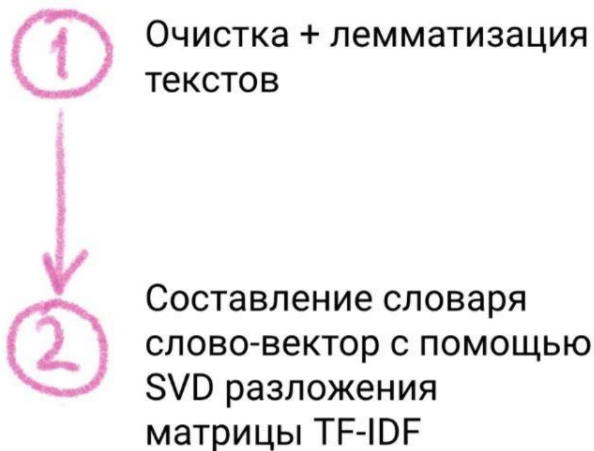 1
Очистка + лемматизация
текстов
2
Составление словаря
слово-вектор с помощью
SVD разложения
матрицы TF-IDF